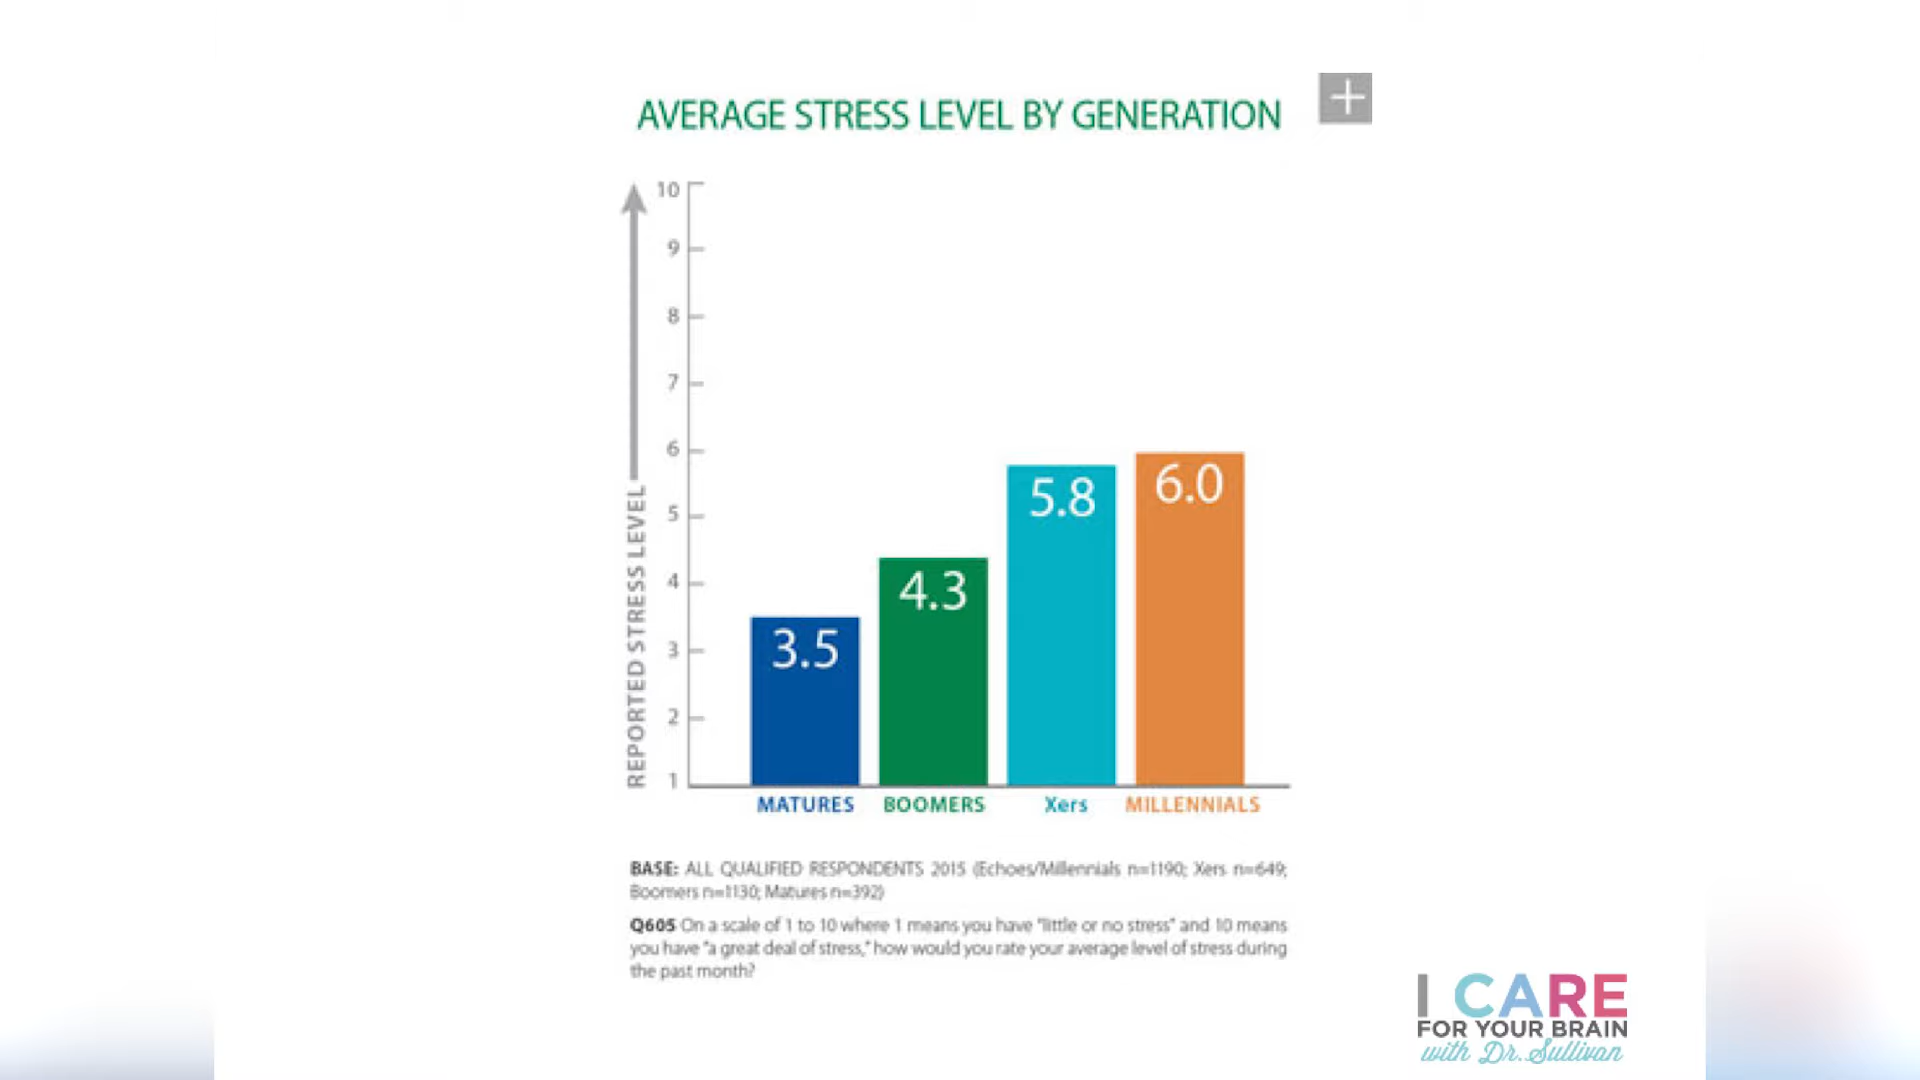 AVERAGE STRESS LEVEL BY GENERATION
+
REPORTED STRESS LEVEL
10
9
8
7
6
5
4
3
2
1
3.5
4.3
5.8
6.0
MATURES BOOMERS Xers MILLENNIALS
BASE: ALL QUALIFIED RESPONDENTS 2015 (Echoes/Millennials n=1190; Xers n=649;
Boomers n=1130; Matures n=392)
Q605 On a scale of 1 to 10 where 1 means you have "little or no stress" and 10 means
you have "a great deal of stress," how would you rate your average level of stress during
the past month?
I CARE
FOR YOUR BRAIN
with Dr. Sullivan